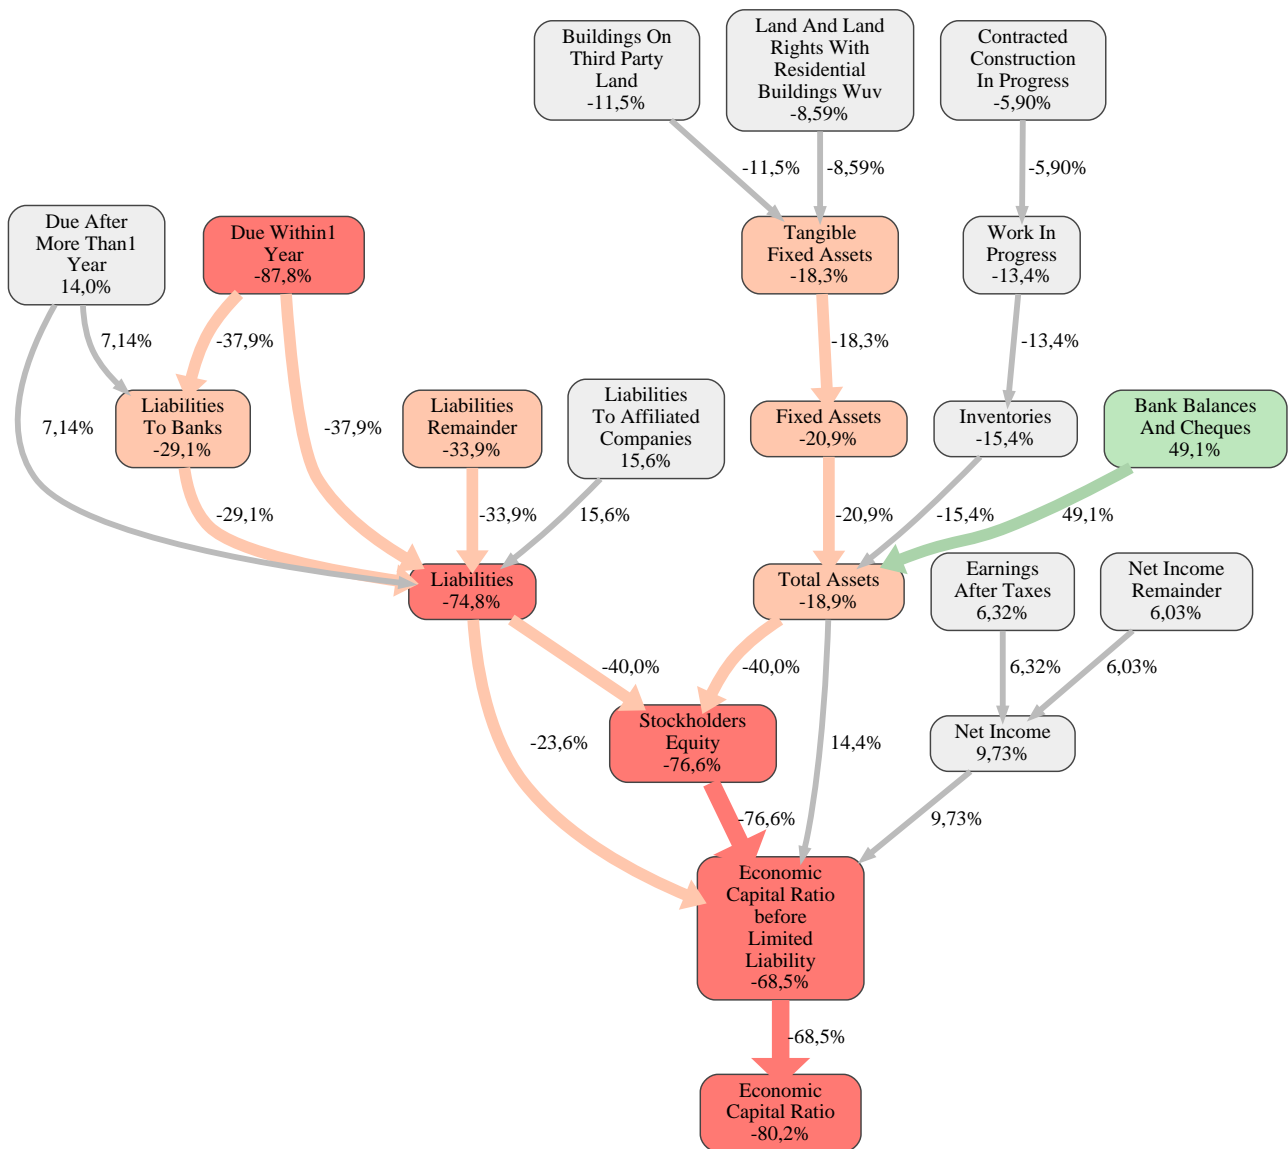 Buildings On
Third Party
Land
-11,5%
Land And Land
Rights With
Residential
Buildings Wuv
-8,59%
Contracted
Construction
In Progress
-5,90%
-11,5%
-8,59%
-5,90%
Due After
More Than1
Year
14,0%
Due Within1
Year
-87,8%
Tangible
Fixed Assets
-18,3%
Work In
Progress
-13,4%
7,14%
-37,9%
-18,3%
-13,4%
7,14%
Liabilities
To Banks
-29,1%
-37,9%
Liabilities
Remainder
-33,9%
Liabilities
To Affiliated
Companies
15,6%
Fixed Assets
-20,9%
Inventories
-15,4%
Bank Balances
And Cheques
49,1%
-29,1%
-33,9%
15,6%
-20,9%
-15,4%
49,1%
Liabilities
-74,8%
Total Assets
-18,9%
Earnings
After Taxes
6,32%
Net Income
Remainder
6,03%
-40,0%
-40,0%
6,32%
6,03%
-23,6%
Stockholders
Equity
-76,6%
14,4%
Net Income
9,73%
-76,6%
9,73%
Economic
Capital Ratio
before
Limited
Liability
-68,5%
-68,5%
Economic
Capital Ratio
-80,2%